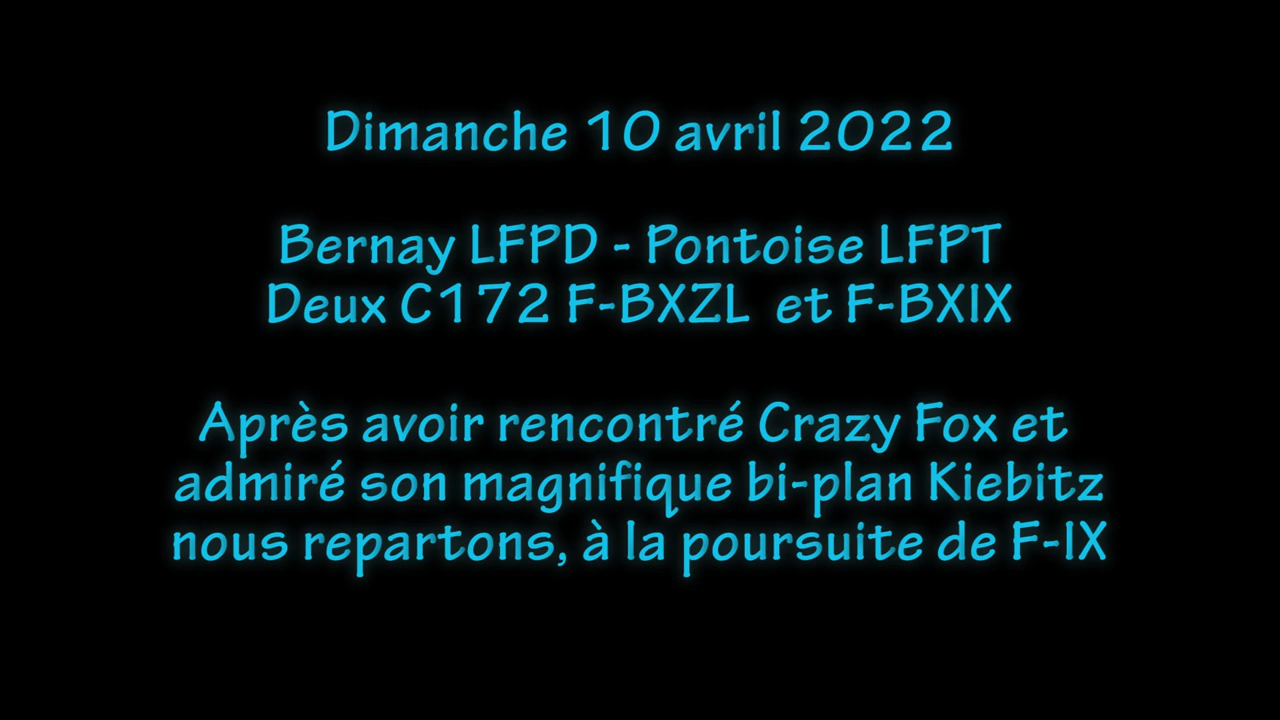 Dimanche 10 avril 2022
Bernay LFPD - Pontoise LFPT
Deux C172 F-BXZL et F-BXIX
Après avoir rencontré Crazy Fox et
admiré son magnifique bi-plan Kiebitz
nous repartons, à la poursuite de F-IX